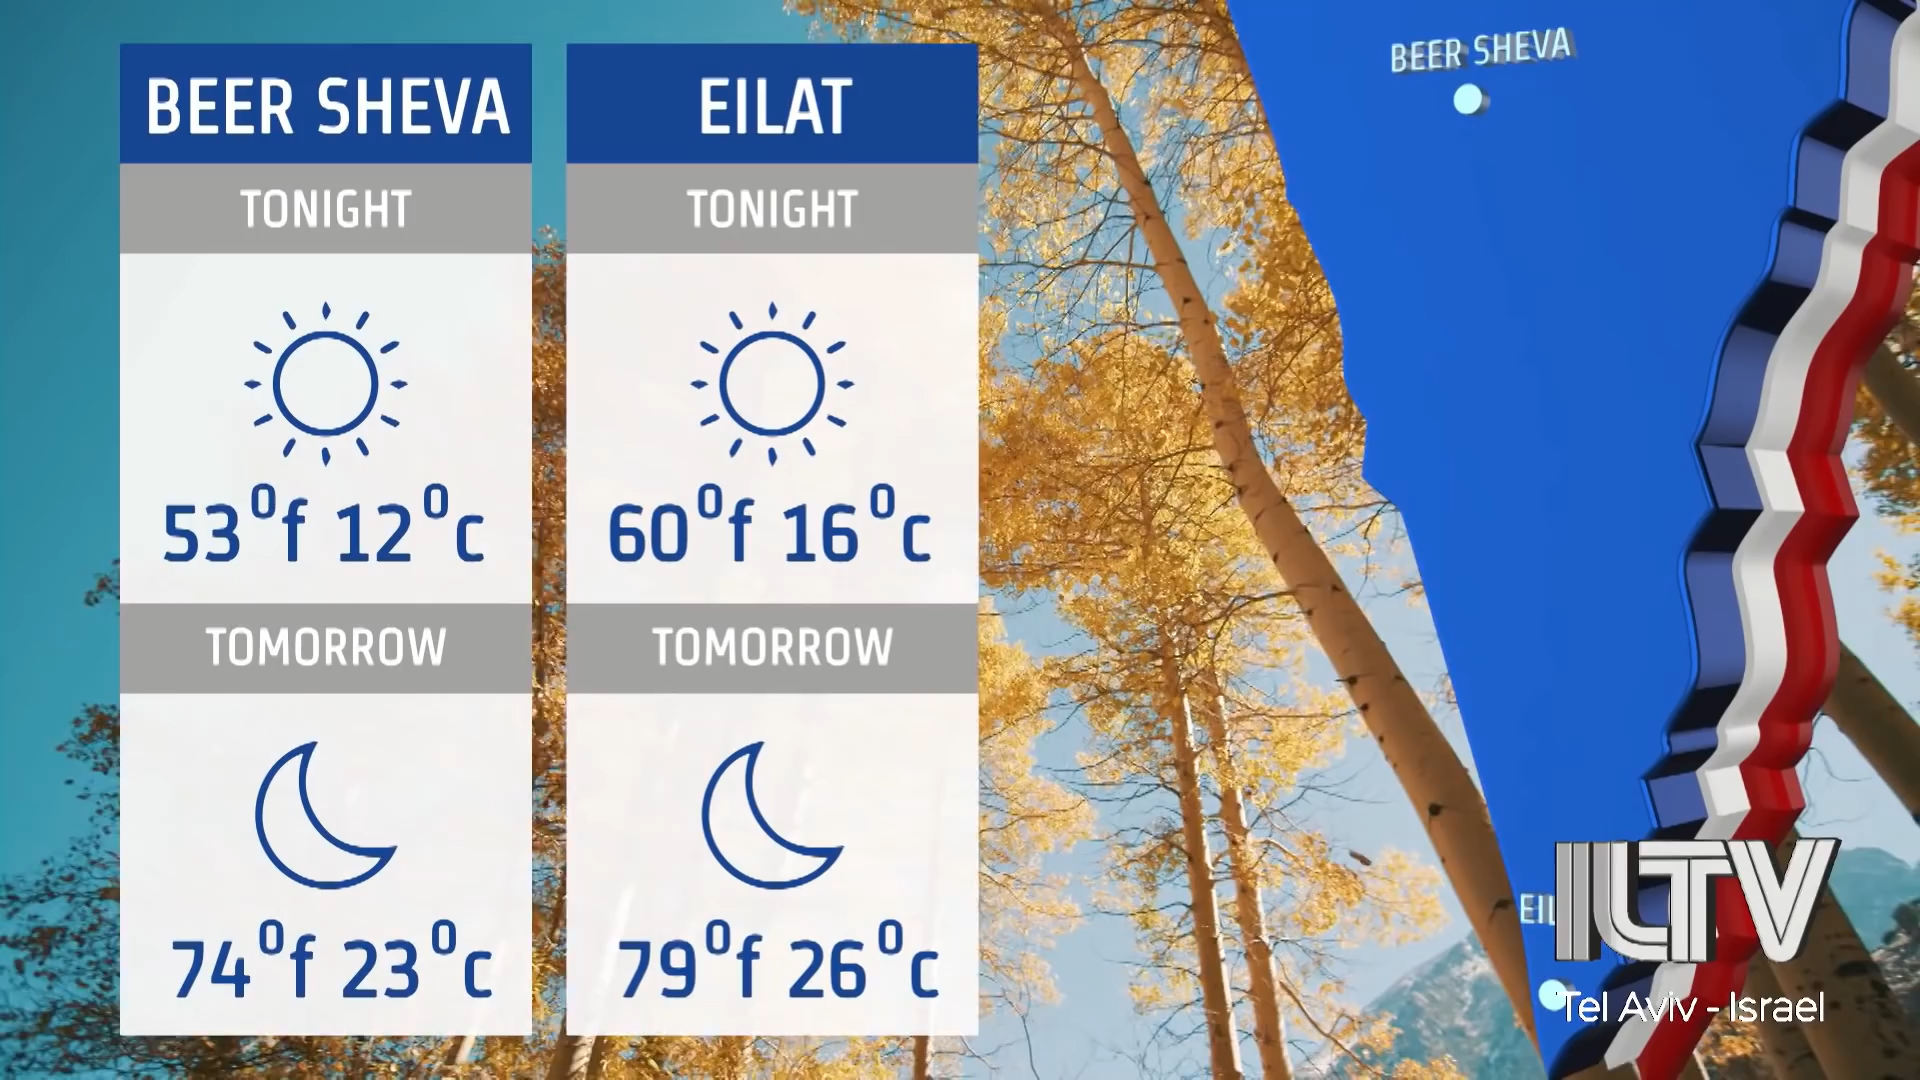 BEER SHEVA
TONIGHT
53°f 12°c
TOMORROW
74°f 23°c
EILAT
TONIGHT
60°f 16°c
TOMORROW
79°f 26°c
BEER SHEVA
ILTV
Tel Aviv - Israel